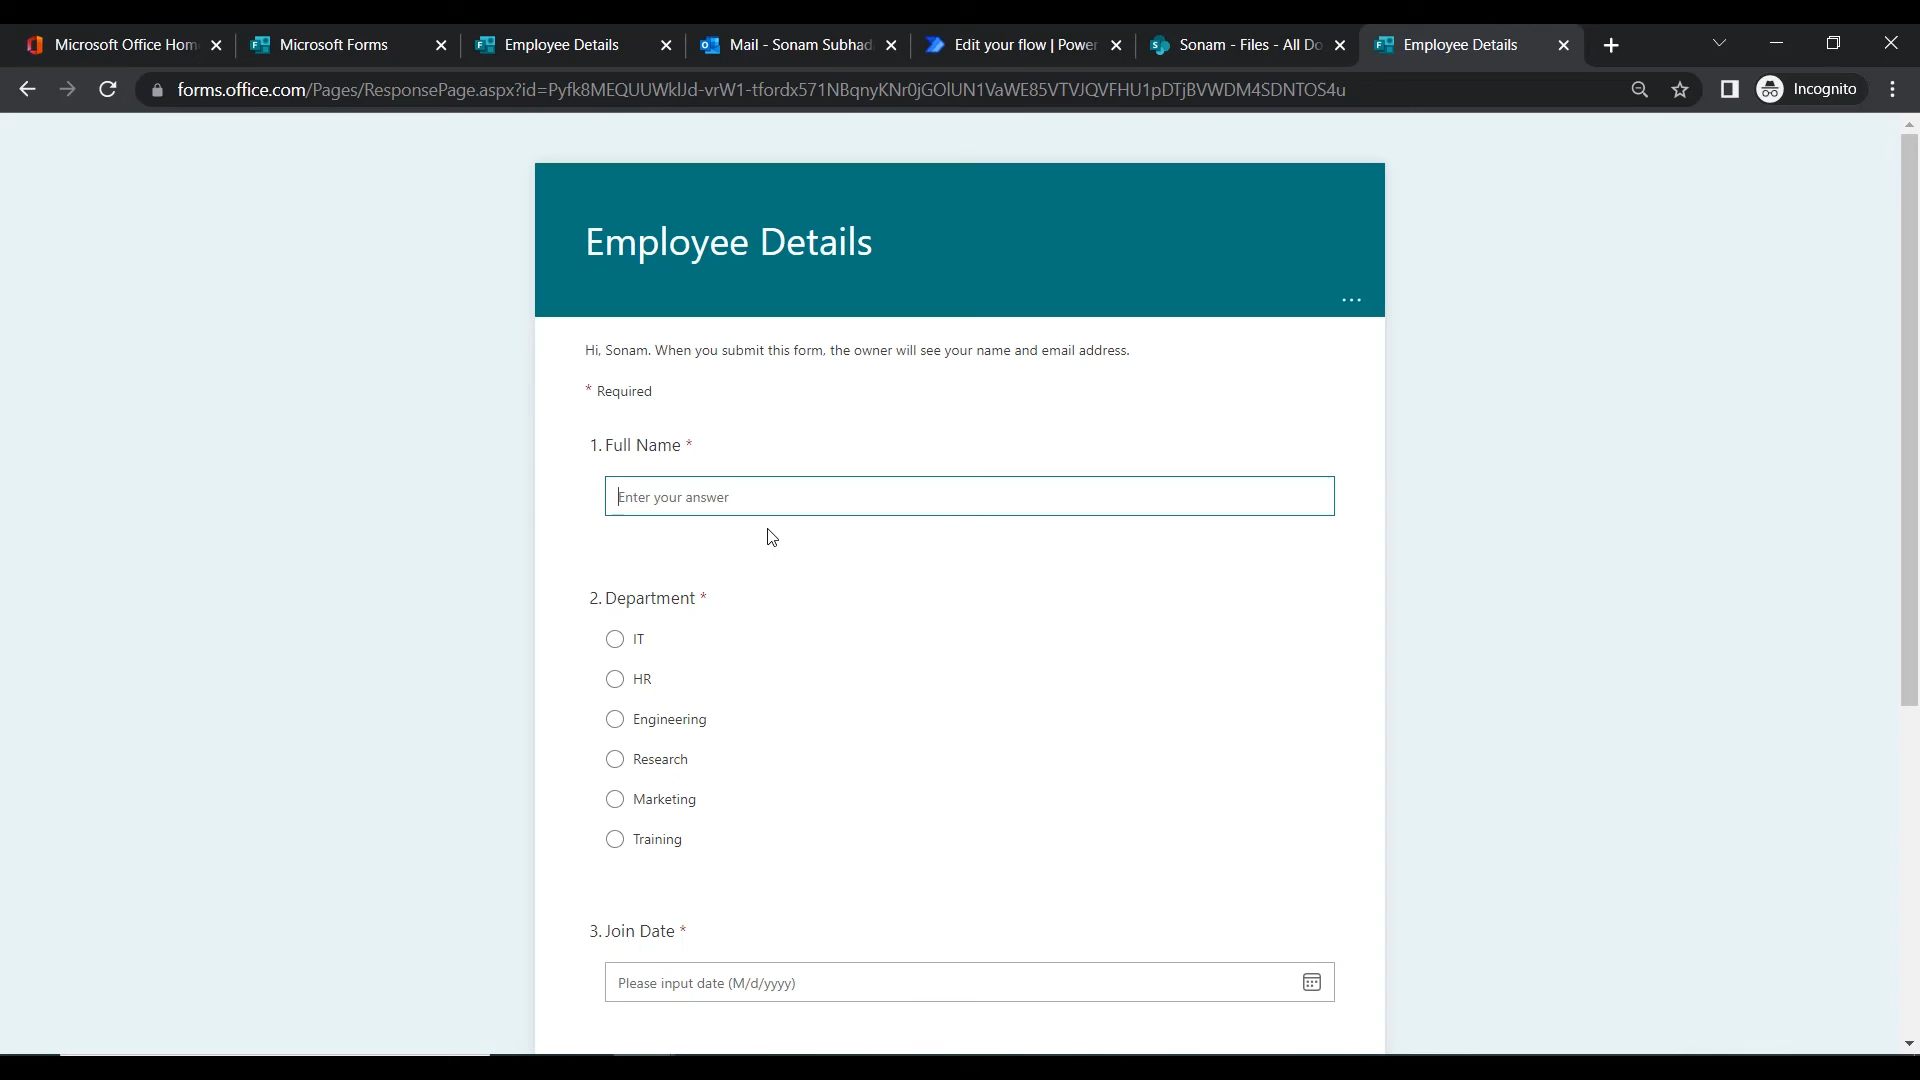 Microsoft Office Hom
Microsoft Forms
Employee Details
Mail - Sonam Subhad
Edit your flow | Power
Sonam - Files - All Do
Employee Details
forms.office.com/Pages/ResponsePage.aspx?id=Pyfk8MEQUUWklJd-vrW1-tfordx571NBqnyKNr0jGOlUN1VaWE85VTVJQVFHU1pDTjBVWDM4SDNTOS4u
Incognito
Employee Details
...
Hi, Sonam. When you submit this form, the owner will see your name and email address.
* Required
1. Full Name *
Enter your answer
2. Department *
IT
HR
Engineering
Research
Marketing
Training
3. Join Date *
Please input date (M/d/yyyy)